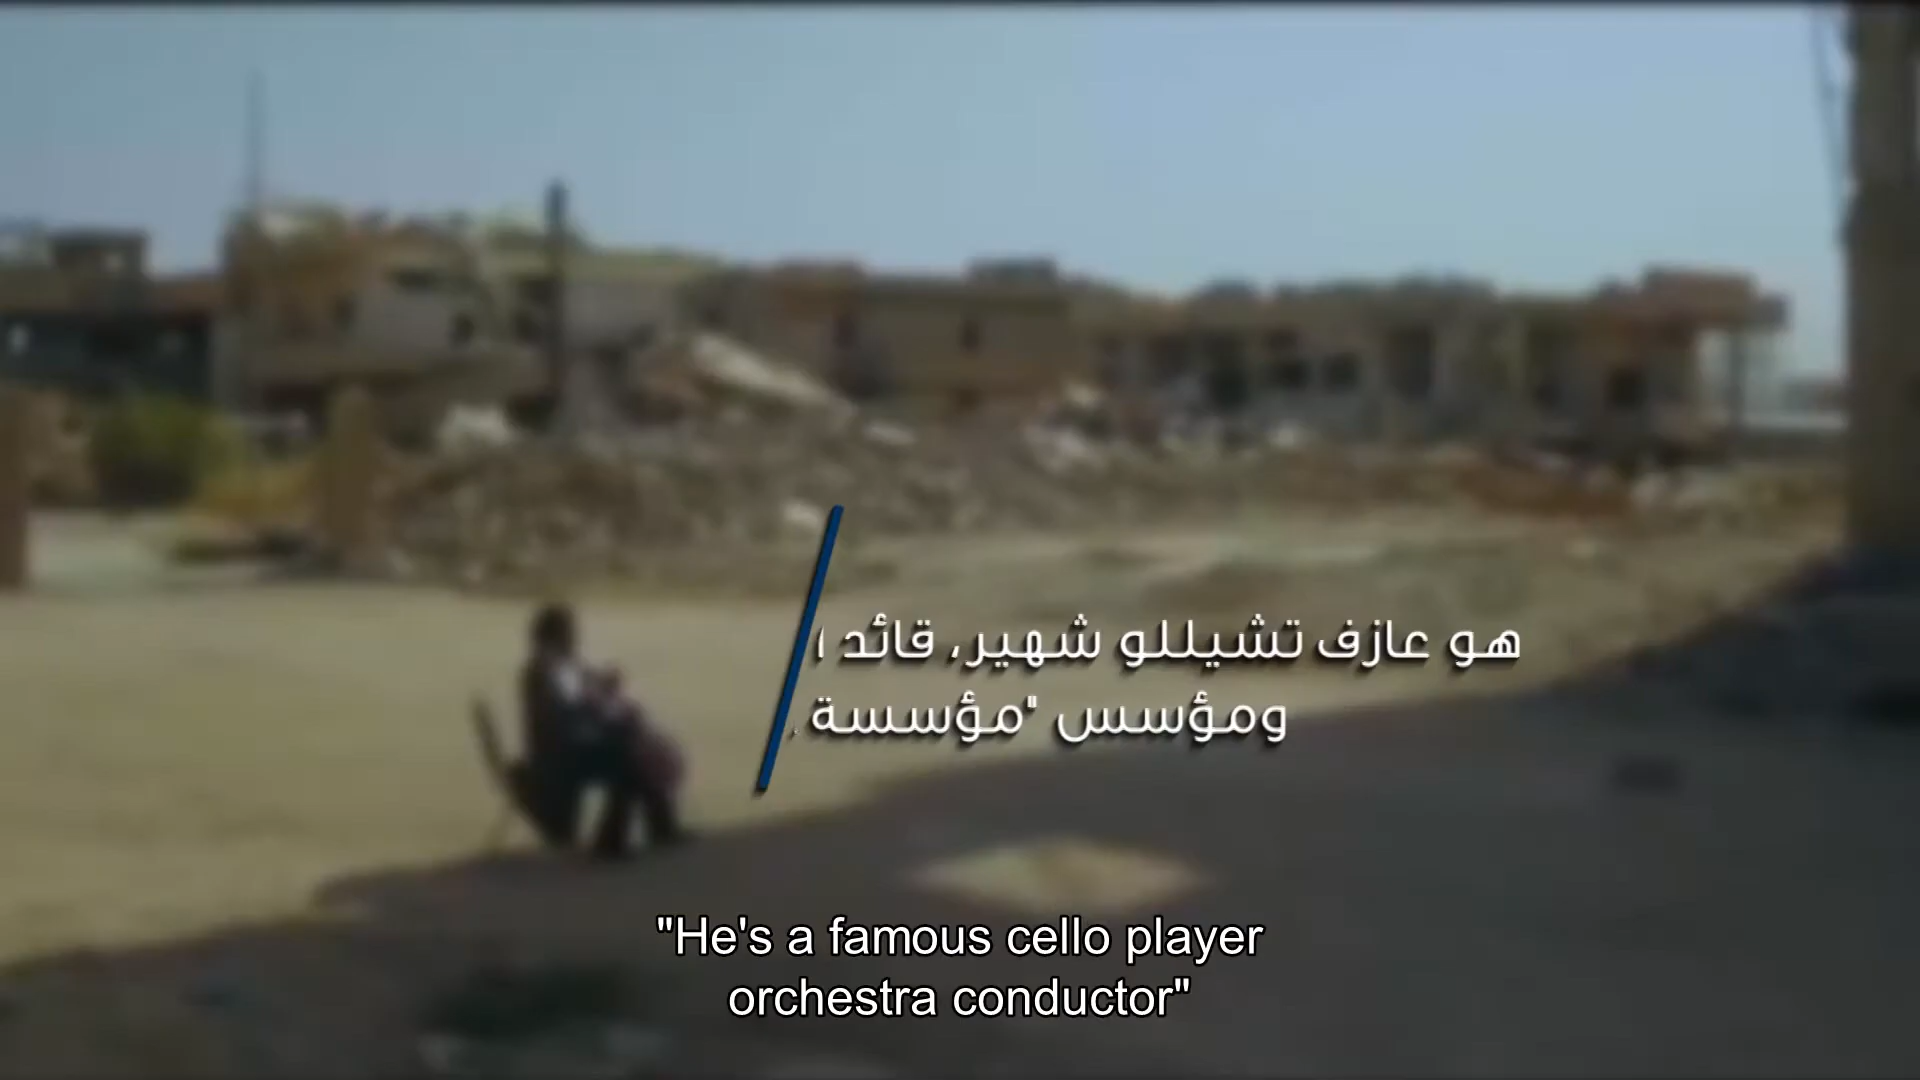 هو عازف تشيللو شهير، قائد ا
ومؤسس "مؤسسة
"He's a famous cello player
orchestra conductor"